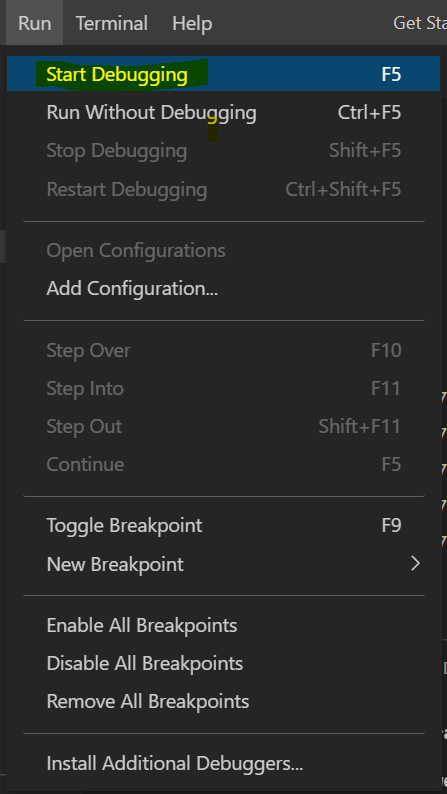 Run Terminal Help Get Sta
Start Debugging F5
Run Without Debugging Ctrl+F5
Stop Debugging Shift+F5
Restart Debugging Ctrl+Shift+F5
Open Configurations
Add Configuration...
Step Over F10
Step Into F11
Step Out Shift+F11
Continue F5
Toggle Breakpoint F9
New Breakpoint
Enable All Breakpoints
Disable All Breakpoints
Remove All Breakpoints
Install Additional Debuggers...